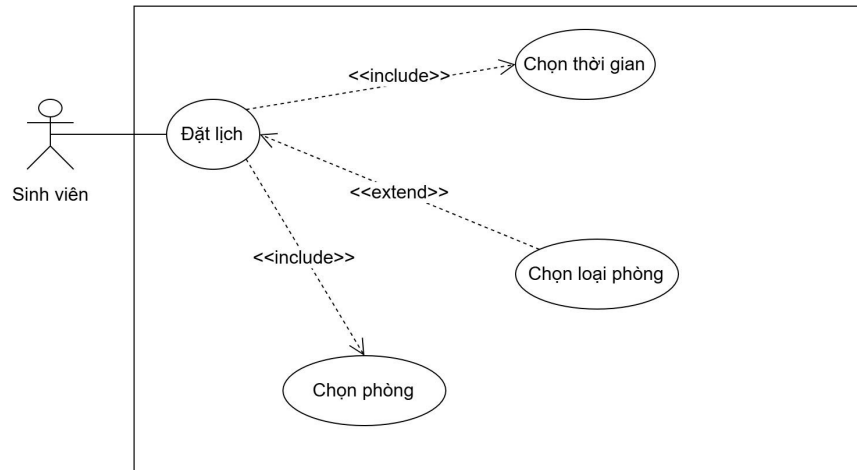 Chọn thời gian
<<include>>
Đặt lịch
Sinh viên
<<extend>>
<<include>>
Chọn loại phòng
Chọn phòng